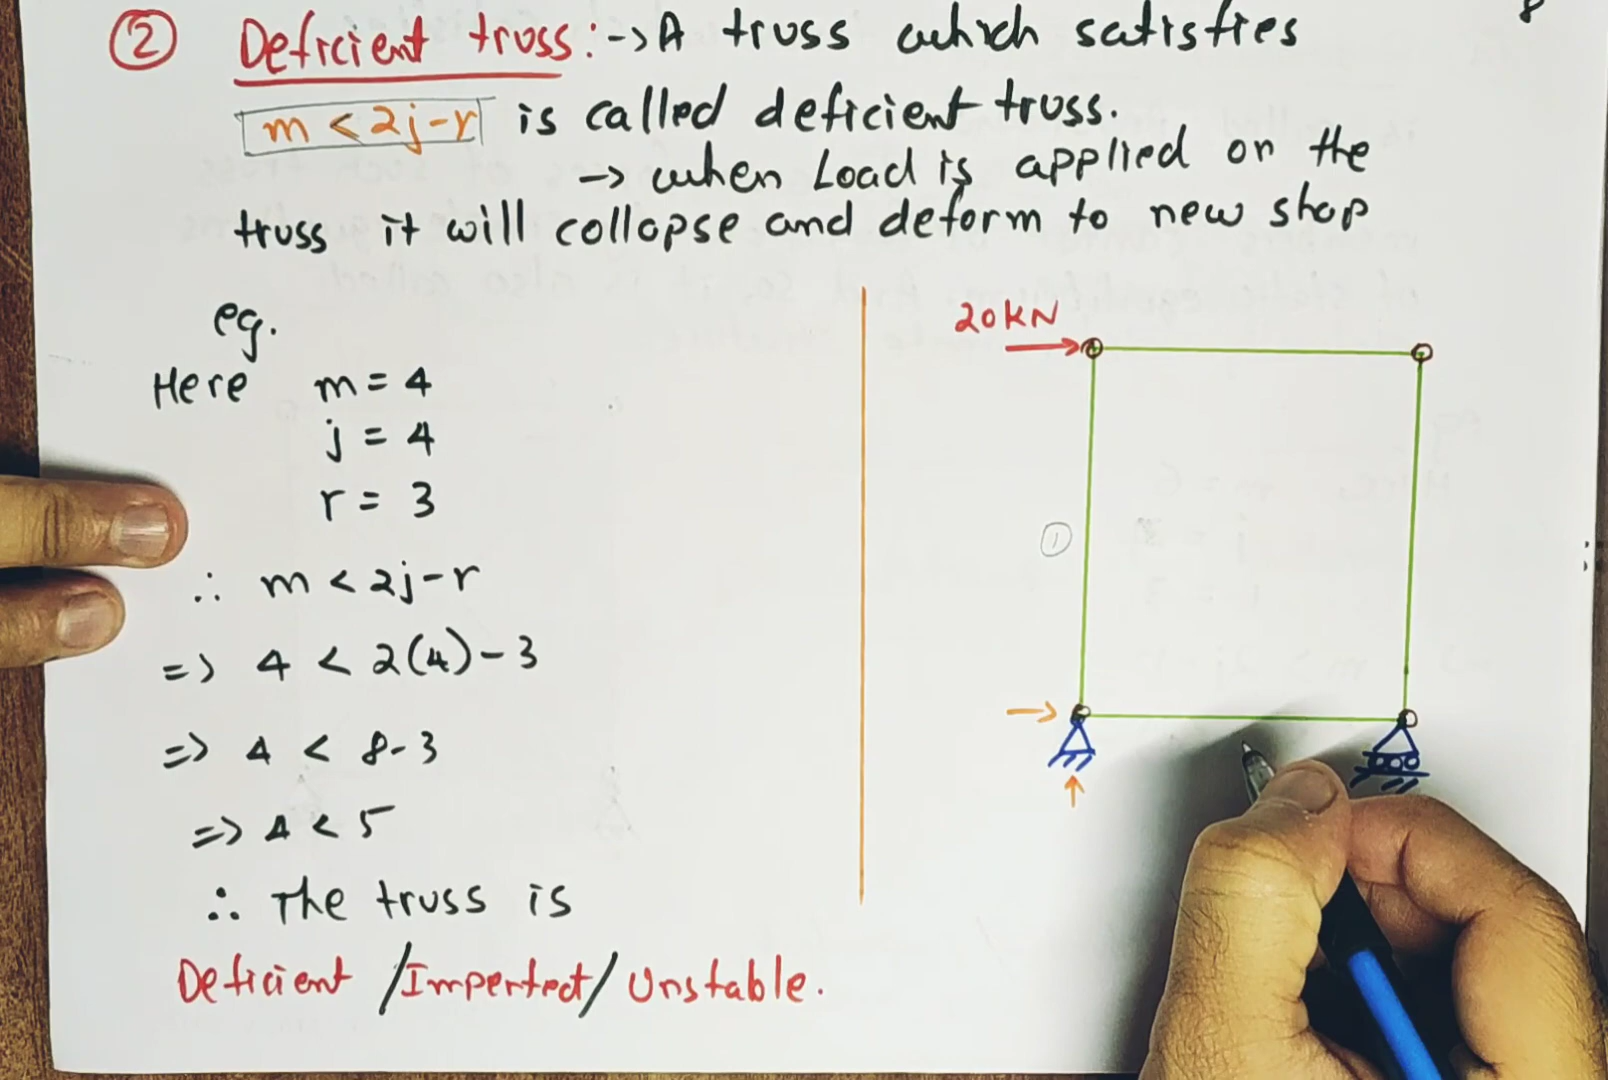 ② Deficient truss:→ A truss which satisfies
m < 2j-r is called deficient truss.
→ when Load is applied on the
truss it will collapse and deform to new shap
eg.
Here m = 4
j = 4
r = 3
∴ m < 2j-r
=> 4 < 2(4)-3
=> 4 < 8-3
=> 4 < 5
∴ The truss is
Deficient /Imperfect/ Unstable.
20KN
①